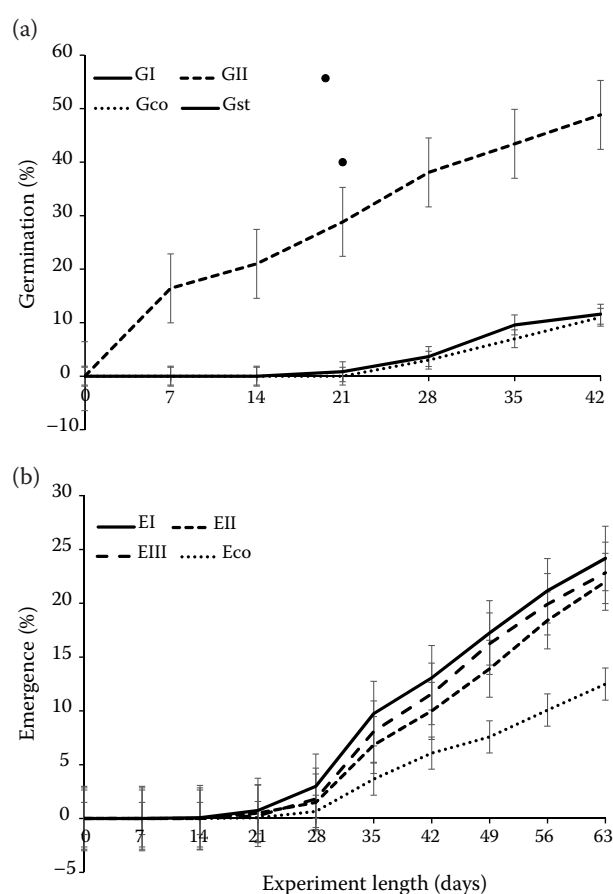 (a)
60
50
40
30
20
10
0
−10
Germination (%)
GI GII
Gco Gst
0 7 14 21 28 35 42
(b)
30
25
20
15
10
5
0
−5
Emergence (%)
EI EII
EIII Eco
0 7 14 21 28 35 42 49 56 63
Experiment length (days)